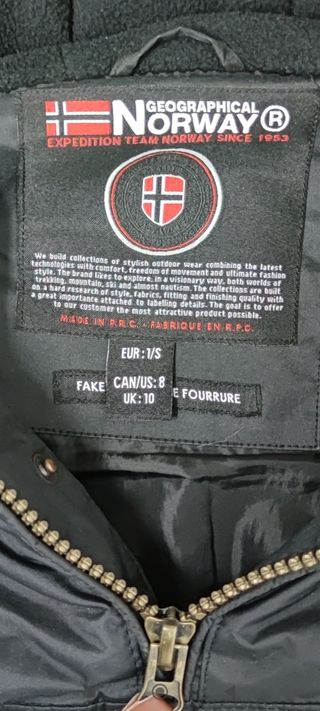 GEOGRAPHICAL
NORWAY®
EXPEDITION TEAM NORWAY SINCE 1953
We build collections of stylish outdoor wear combining the latest
technologies with comfort, freedom of movement and ultimate fashion
style. The brand likes to explore, in a visionary way, both worlds of
trekking, mountain, ski and almost nautism. The collections are built
on a hard research of style, fabrics, fitting and finishing quality with
a great importance attached to labelling details. The goal is to offer
to our customer the most attractive product possible.
MADE IN P.R.C. - FABRIQUE EN R.P.C.
EUR : 1/S
CAN/US: 8
UK : 10
FAKE FOURRURE